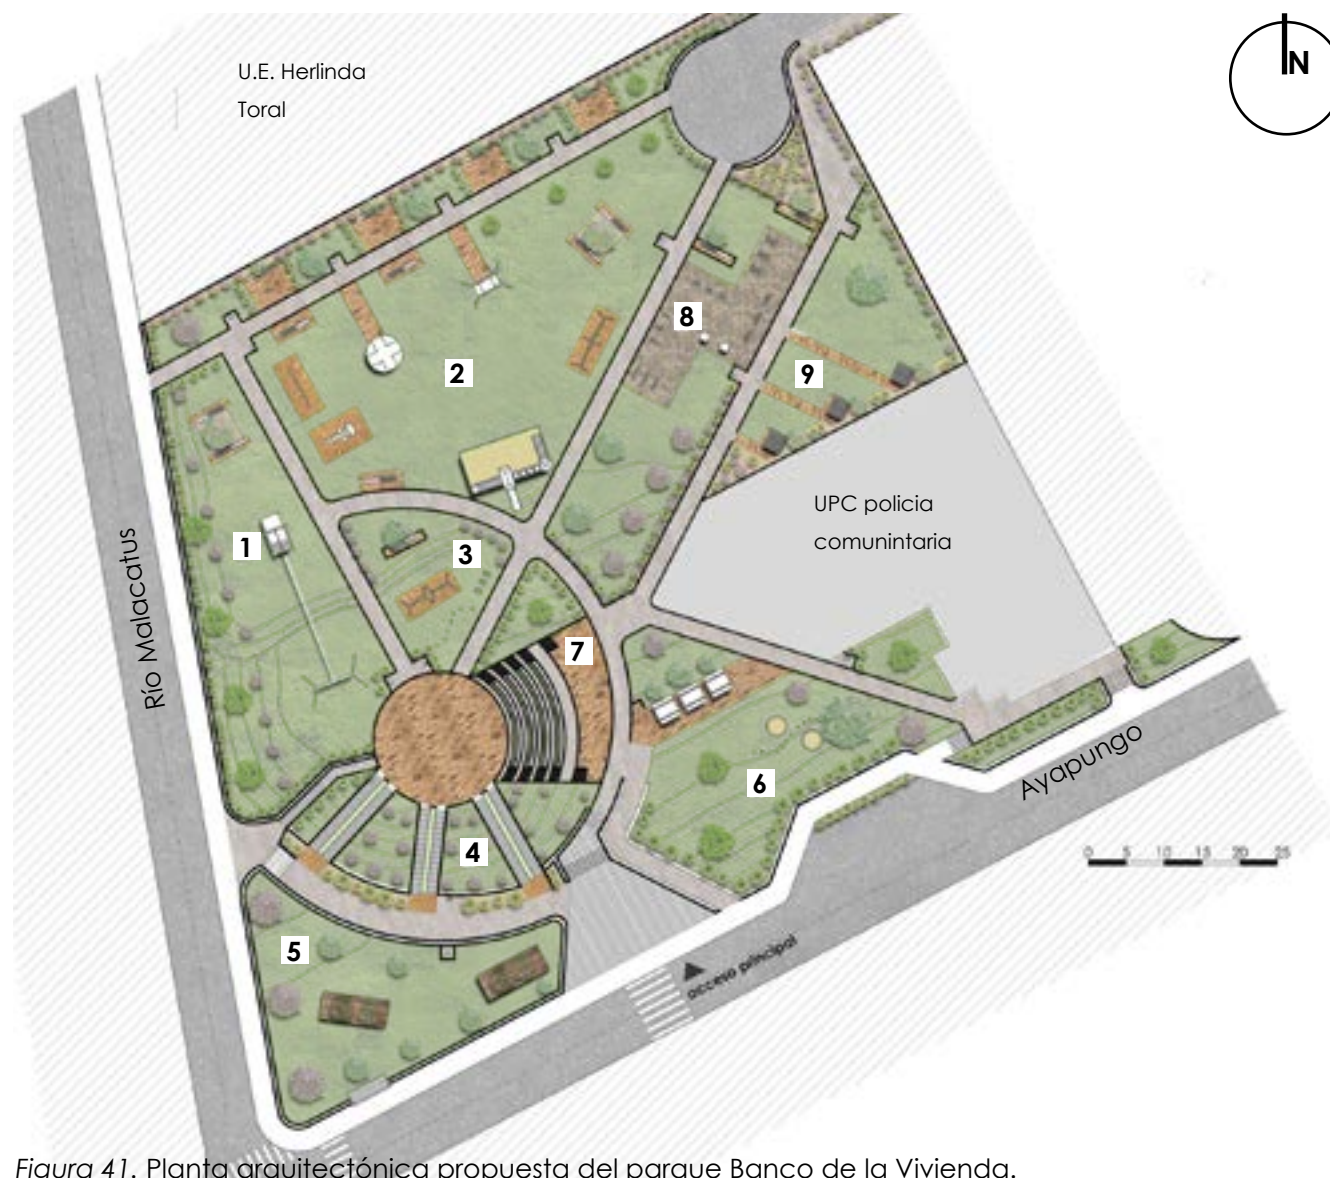 U.E. Herlinda
Toral
N
8
2
9
UPC policia
comunintaria
1
3
Río Malacatus
7
Ayapungo
6
4
0 5 10 15 20 25
5
acceso principal
Figura 41. Planta arquitectónica propuesta del parque Banco de la Vivienda.